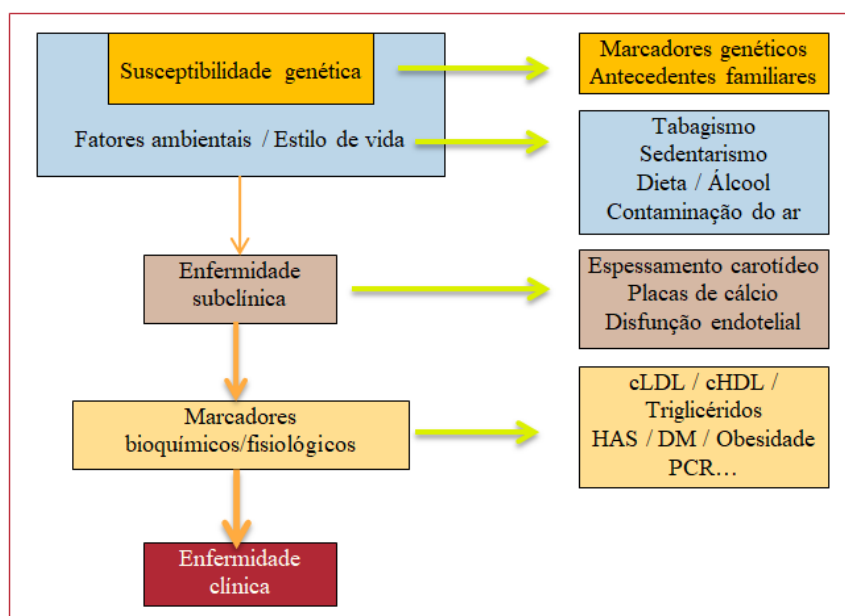 Susceptibilidade genética
Marcadores genéticos
Antecedentes familiares
Fatores ambientais / Estilo de vida
Tabagismo
Sedentarismo
Dieta / Álcool
Contaminação do ar
Enfermidade
subclínica
Espessamento carotídeo
Placas de cálcio
Disfunção endotelial
Marcadores
bioquímicos/fisiológicos
cLDL / cHDL /
Triglicéridos
HAS / DM / Obesidade
PCR...
Enfermidade
clínica